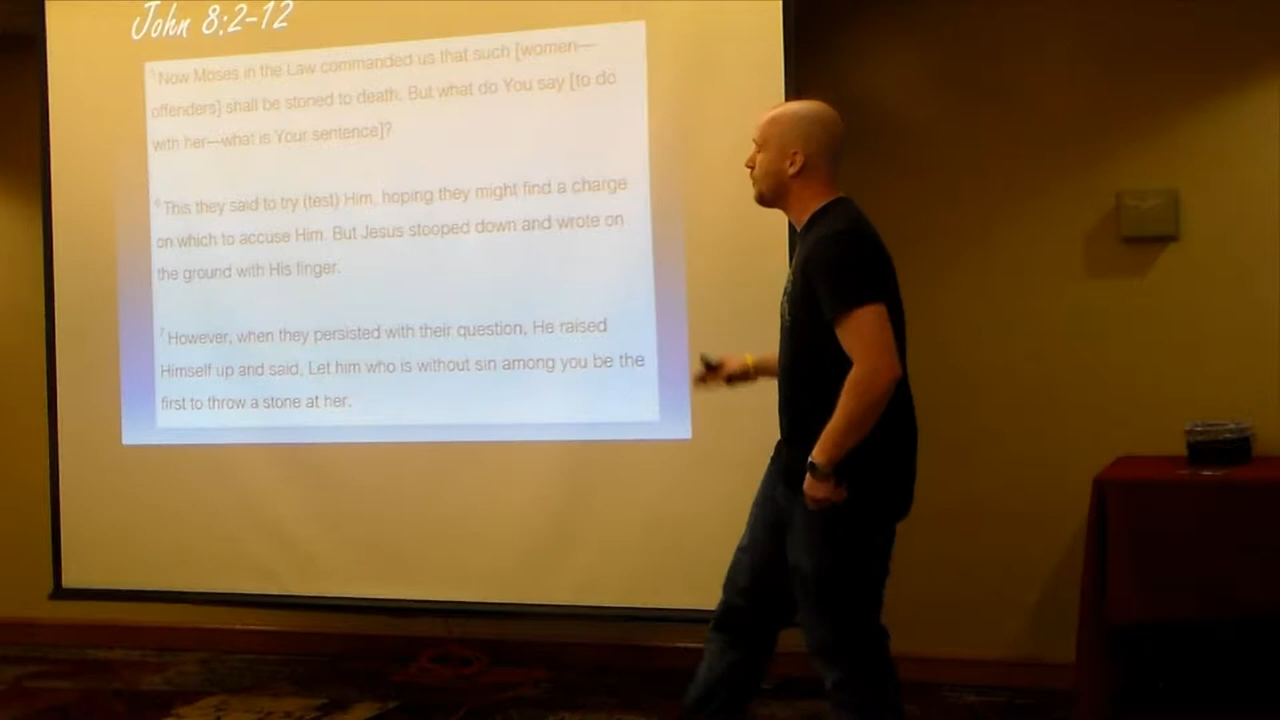 John 8:2-12
5 Now Moses in the Law commanded us that such [women—
offenders] shall be stoned to death. But what do You say [to do
with her—what is Your sentence]?
6 This they said to try (test) Him, hoping they might find a charge
on which to accuse Him. But Jesus stooped down and wrote on
the ground with His finger.
7 However, when they persisted with their question, He raised
Himself up and said, Let him who is without sin among you be the
first to throw a stone at her.